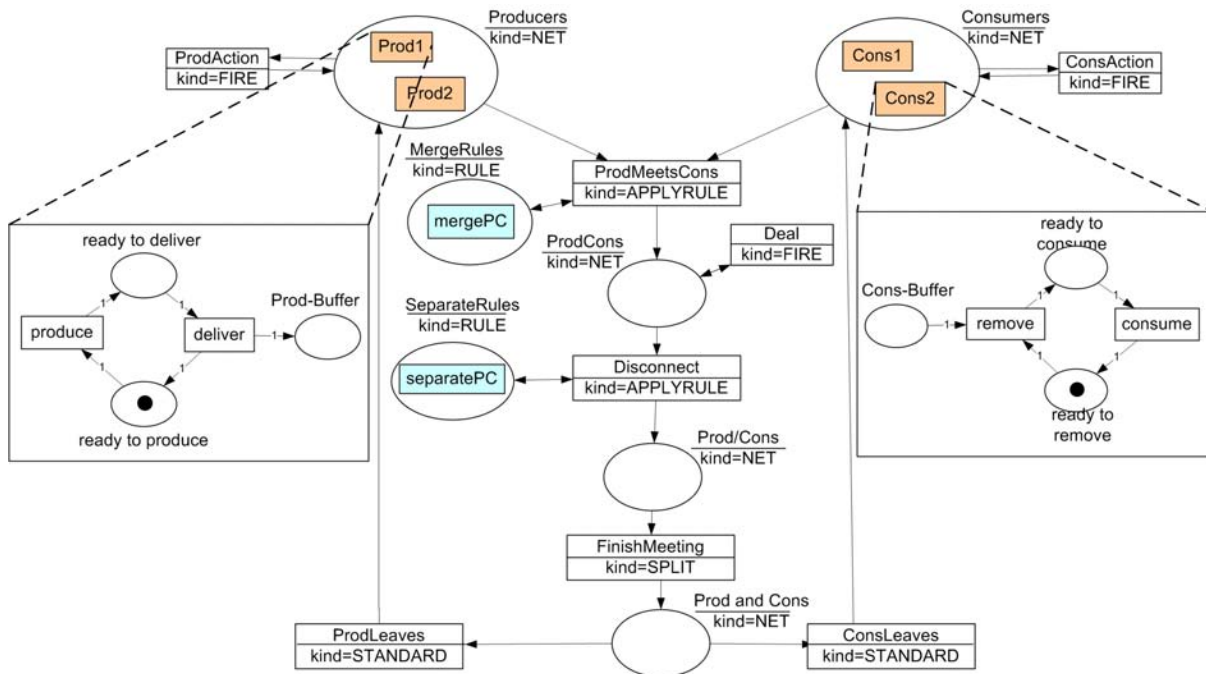 Producers
kind=NET
Prod1
Prod2
ProdAction
kind=FIRE
Consumers
kind=NET
Cons1
Cons2
ConsAction
kind=FIRE
MergeRules
kind=RULE
mergePC
ProdMeetsCons
kind=APPLYRULE
ProdCons
kind=NET
Deal
kind=FIRE
SeparateRules
kind=RULE
separatePC
Disconnect
kind=APPLYRULE
Prod/Cons
kind=NET
FinishMeeting
kind=SPLIT
Prod and Cons
kind=NET
ProdLeaves
kind=STANDARD
ConsLeaves
kind=STANDARD
ready to deliver
Prod-Buffer
1
1
produce
deliver
1
1
1
ready to produce
ready to
consume
Cons-Buffer
1
1
1
remove
consume
1
1
ready to
remove